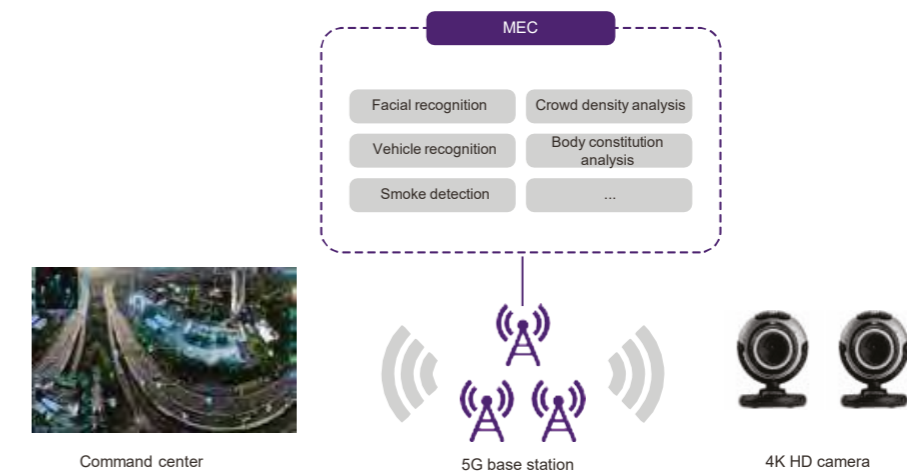 MEC
Facial recognition
Crowd density analysis
Vehicle recognition
Body constitution
analysis
Smoke detection
...
Command center
5G base station
4K HD camera